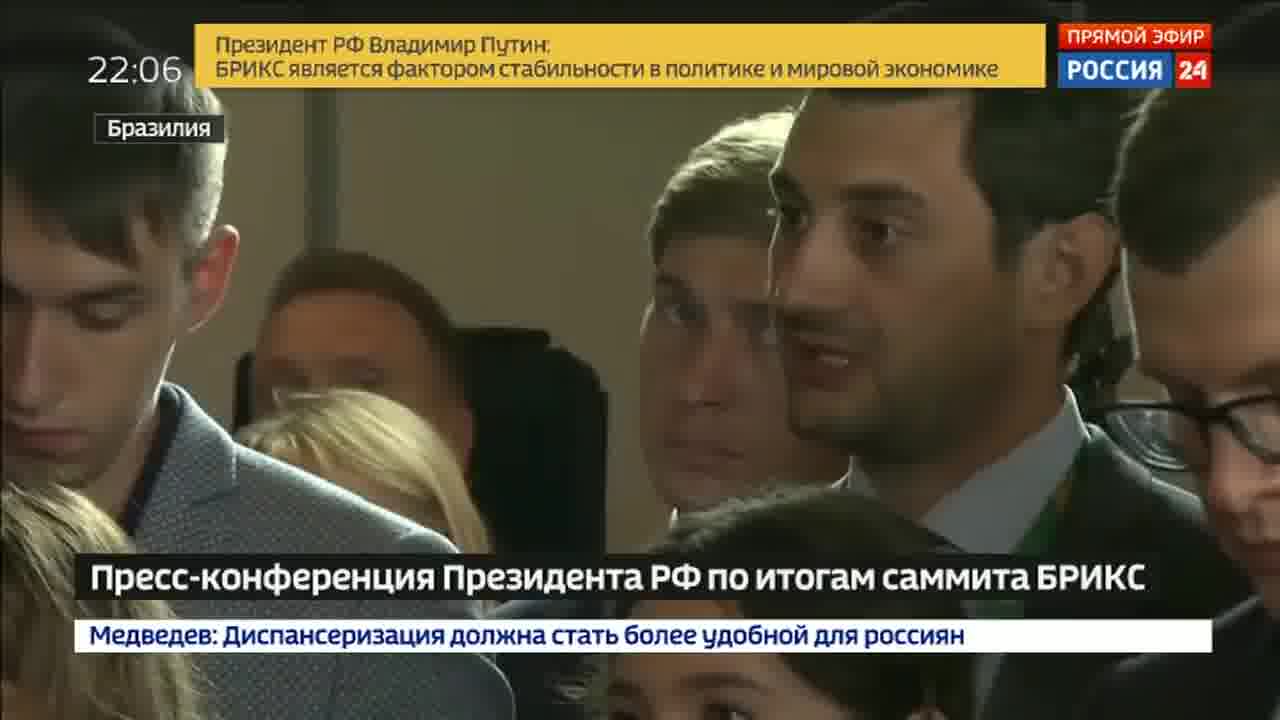 22:06
Президент РФ Владимир Путин:
БРИКС является фактором стабильности в политике и мировой экономике
ПРЯМОЙ ЭФИР
РОССИЯ 24
Бразилия
Пресс-конференция Президента РФ по итогам саммита БРИКС
Медведев: Диспансеризация должна стать более удобной для россиян